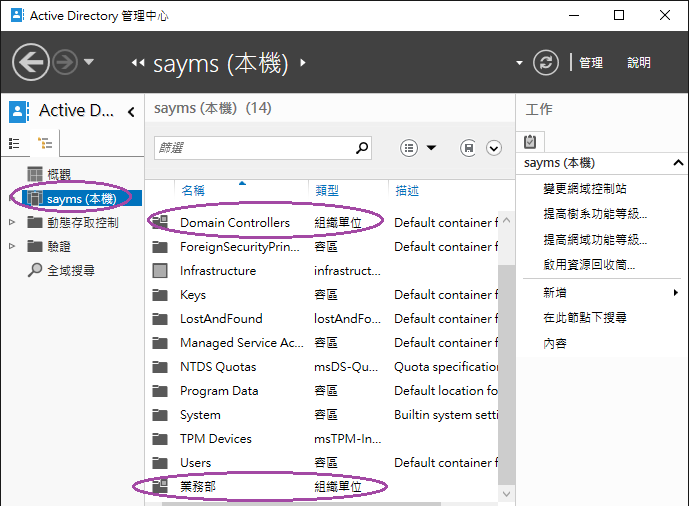 Active Directory 管理中心
sayms (本機)
管理
說明
Active D...
概觀
sayms (本機)
動態存取控制
驗證
全域搜尋
sayms (本機) (14)
篩選
名稱 類型 描述
Domain Controllers 組織單位 Default container f
ForeignSecurityPrin... 容區 Default container f
Infrastructure infrastruct...
Keys 容區 Default container f
LostAndFound lostAndFo... Default container f
Managed Service Ac... 容區 Default container f
NTDS Quotas msDS-Qu... Quota specification
Program Data 容區 Default location fo
System 容區 Builtin system setti
TPM Devices msTPM-In...
Users 容區 Default container f
業務部 組織單位
工作
sayms (本機)
變更網域控制站
提高樹系功能等級...
提高網域功能等級...
啟用資源回收筒...
新增
在此節點下搜尋
內容